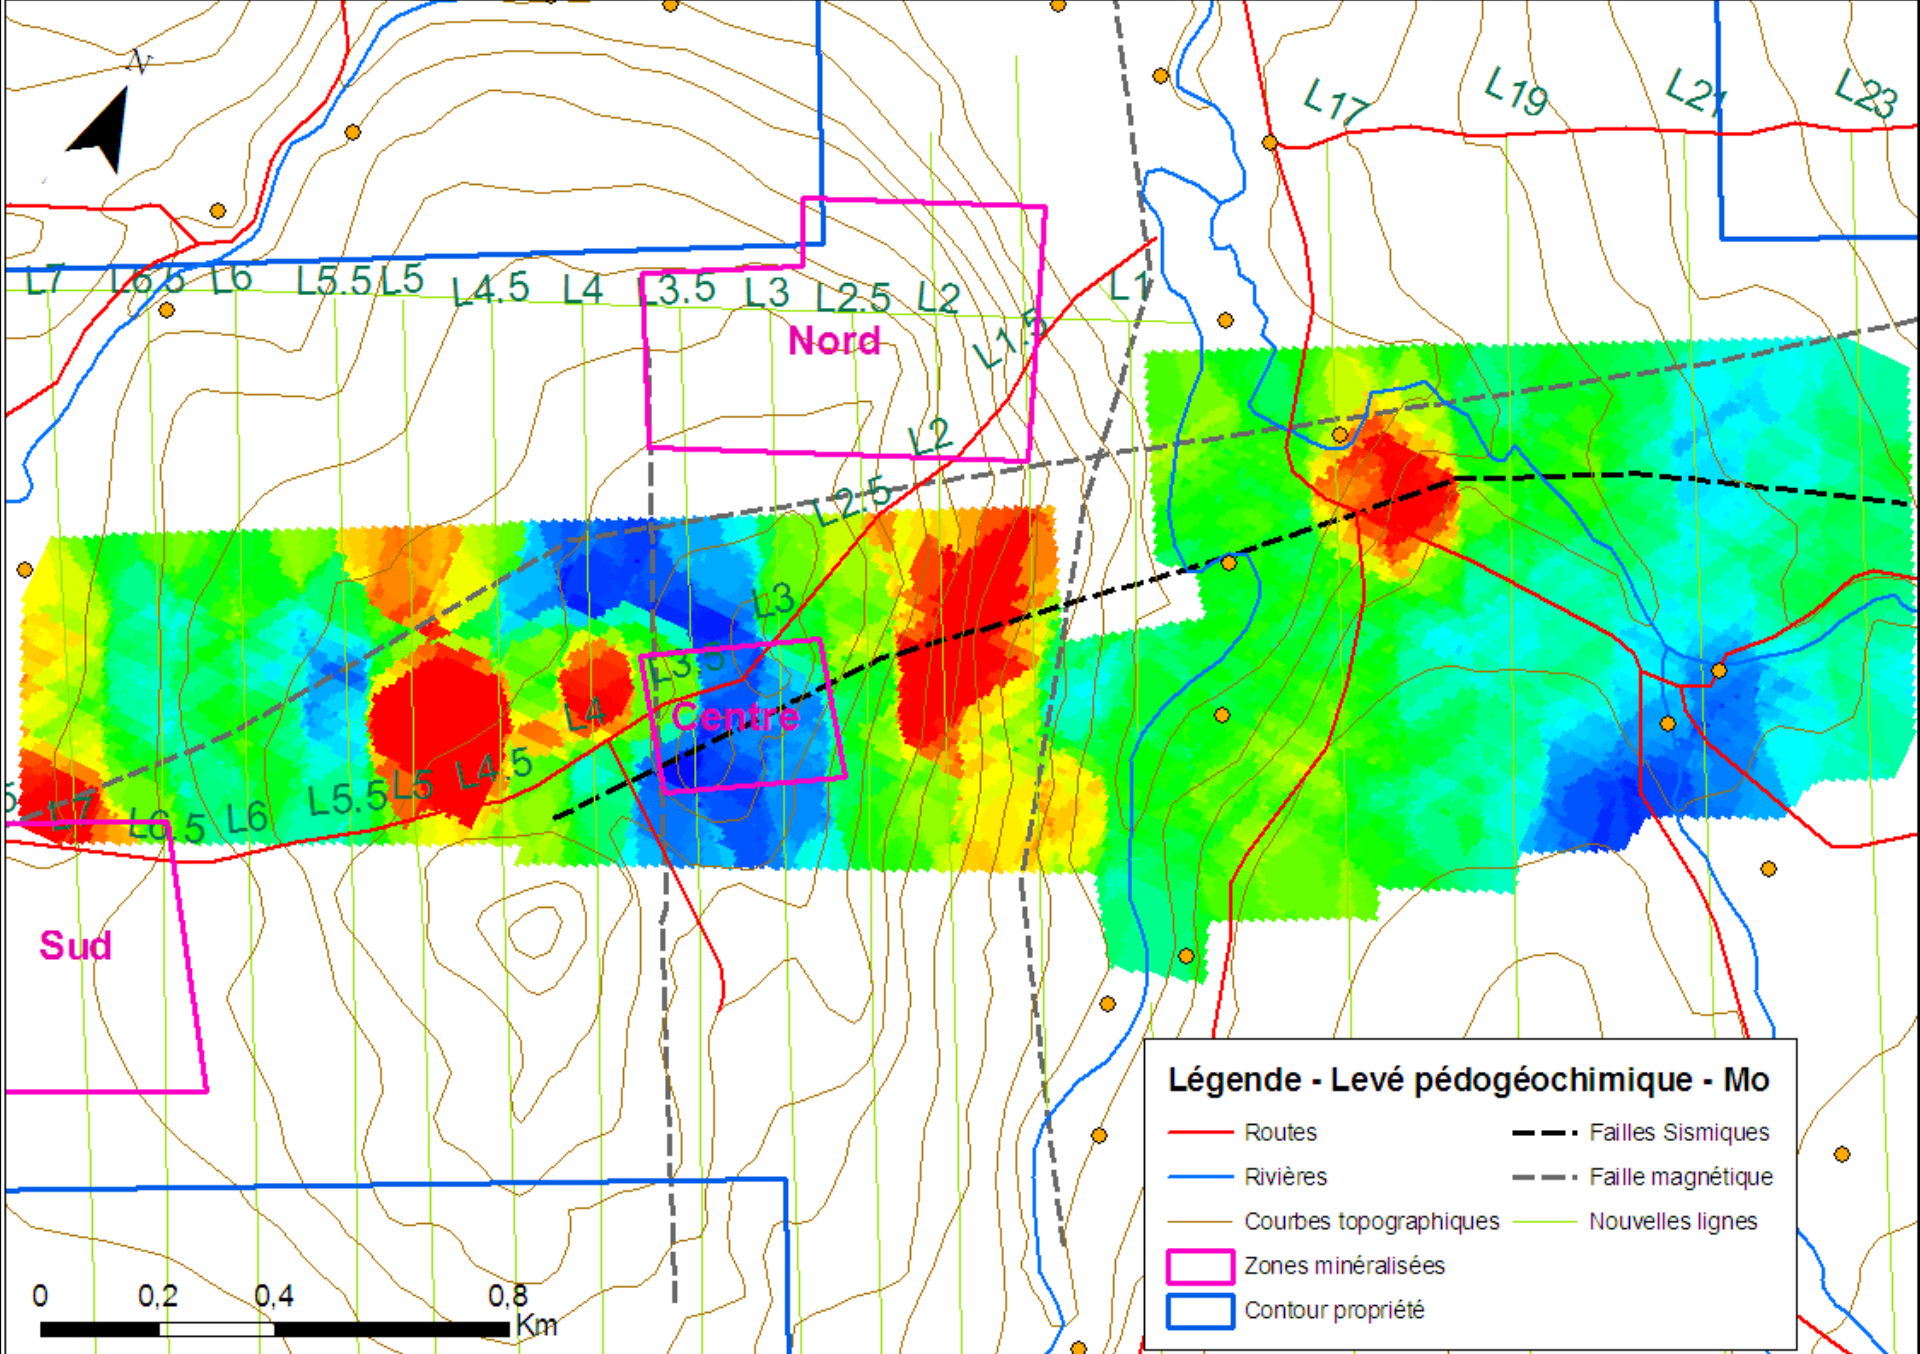 N
L17
L19
L21
L23
L7
L6.5
L6
L5.5
L5
L4.5
L4
L3.5
L3
L2.5
L2
L1
Nord
L1.5
L2
L2.5
L3
L3.5
Centre
L4
L4.5
L5
L5.5
L6
L6.5
L7
5
Sud
Légende - Levé pédogéochimique - Mo
Routes
Failles Sismiques
Rivières
Faille magnétique
Courbes topographiques
Nouvelles lignes
Zones minéralisées
Contour propriété
0 0,2 0,4 0,8
Km